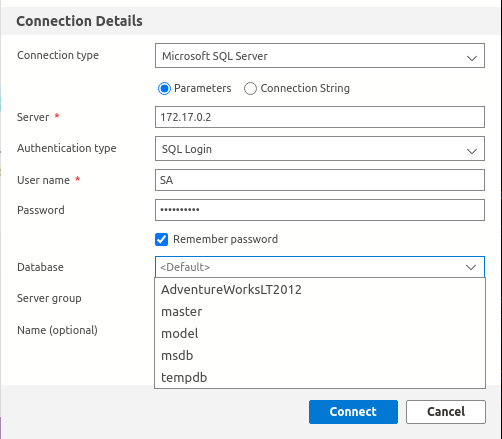 Connection Details
Connection type Microsoft SQL Server
Parameters Connection String
Server * 172.17.0.2
Authentication type SQL Login
User name * SA
Password ••••••••••
Remember password
Database <Default>
AdventureWorksLT2012
Server group
master
Name (optional) model
msdb
tempdb
Connect Cancel